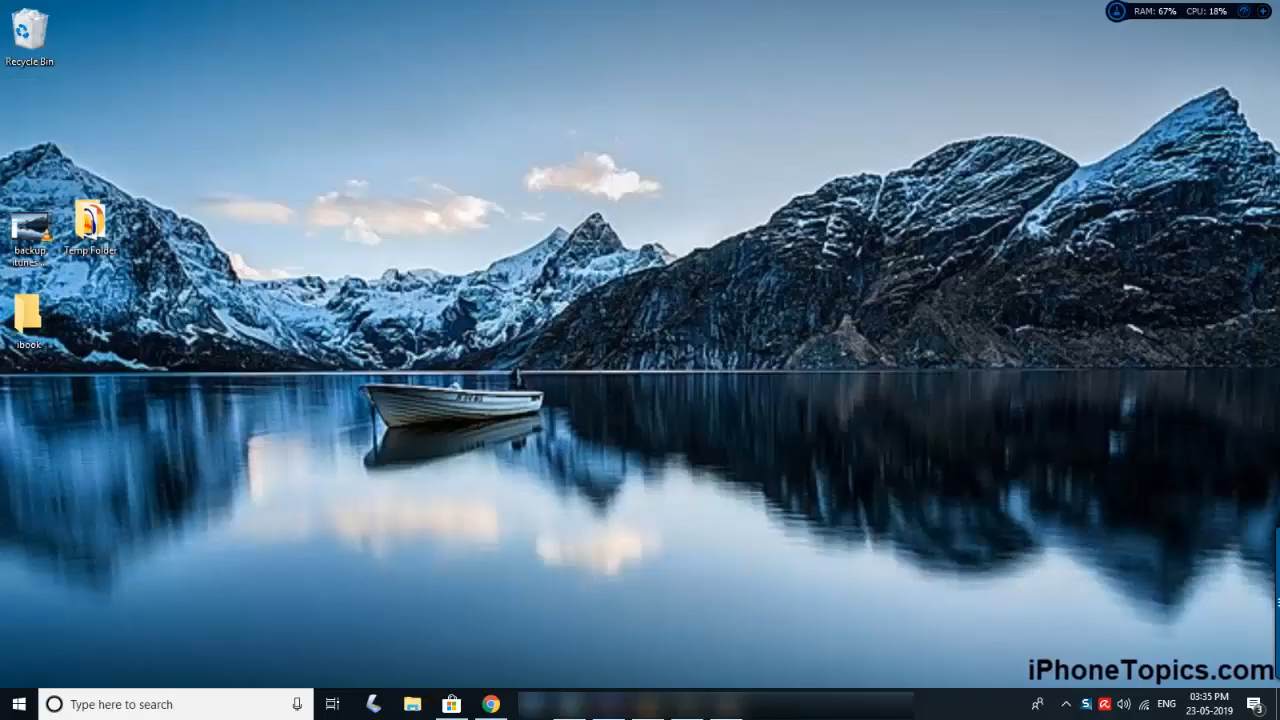 RAM: 67% CPU: 18%
Recycle Bin
backup
itunes...
Temp Folder
ibook
iPhoneTopics.com
Type here to search
ENG
03:35 PM
23-05-2019
3